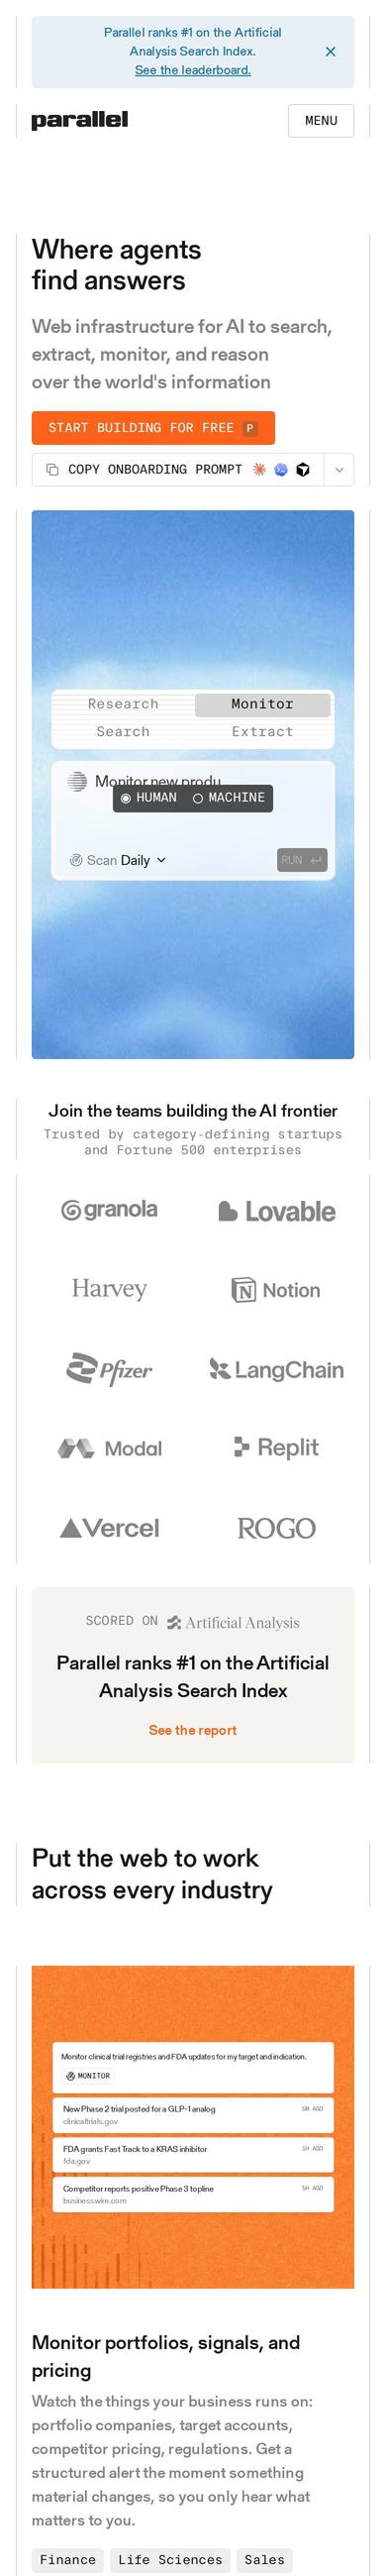 Parallel ranks #1 on the Artificial
Analysis Search Index.
See the leaderboard.
parallel
MENU
Where agents
find answers
Web infrastructure for AI to search,
extract, monitor, and reason
over the world's information
START BUILDING FOR FREE P
COPY ONBOARDING PROMPT
Research Monitor
Search Extract
Monitor new produ
HUMAN MACHINE
Scan Daily RUN
Join the teams building the AI frontier
Trusted by category-defining startups
and Fortune 500 enterprises
granola Lovable
Harvey Notion
Pfizer LangChain
Modal Replit
Vercel ROGO
SCORED ON Artificial Analysis
Parallel ranks #1 on the Artificial
Analysis Search Index
See the report
Put the web to work
across every industry
Monitor clinical trial registries and FDA updates for my target and indication.
MONITOR
New Phase 2 trial posted for a GLP-1 analog 5M AGO
clinicaltrials.gov
FDA grants Fast Track to a KRAS inhibitor 1H AGO
fda.gov
Competitor reports positive Phase 3 topline 5H AGO
businesswire.com
Monitor portfolios, signals, and
pricing
Watch the things your business runs on:
portfolio companies, target accounts,
competitor pricing, regulations. Get a
structured alert the moment something
material changes, so you only hear what
matters to you.
Finance Life Sciences Sales